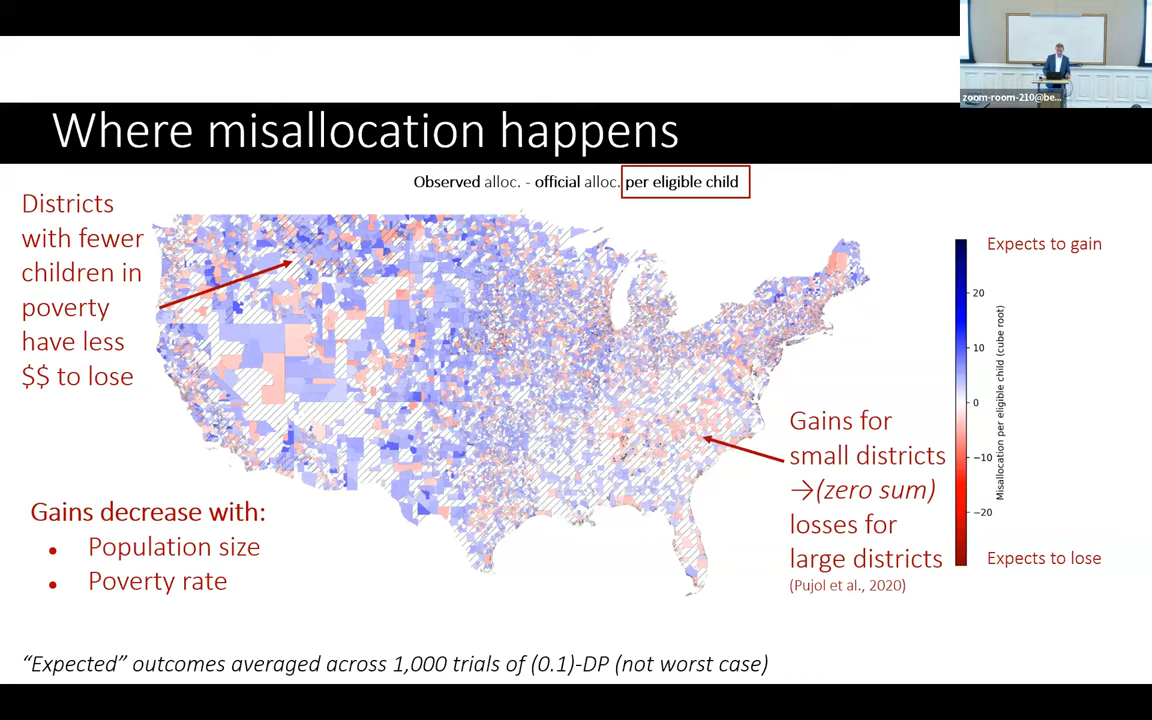 zoom-room-210@be...
Where misallocation happens
Observed alloc. - official alloc. per eligible child
Districts
with fewer
children in
poverty
have less
$$ to lose
Gains decrease with:
• Population size
• Poverty rate
Gains for
small districts
→(zero sum)
losses for
large districts
(Pujol et al., 2020)
Expects to gain
20
10
0
−10
−20
Misallocation per eligible child (cube root)
Expects to lose
“Expected” outcomes averaged across 1,000 trials of (0.1)-DP (not worst case)